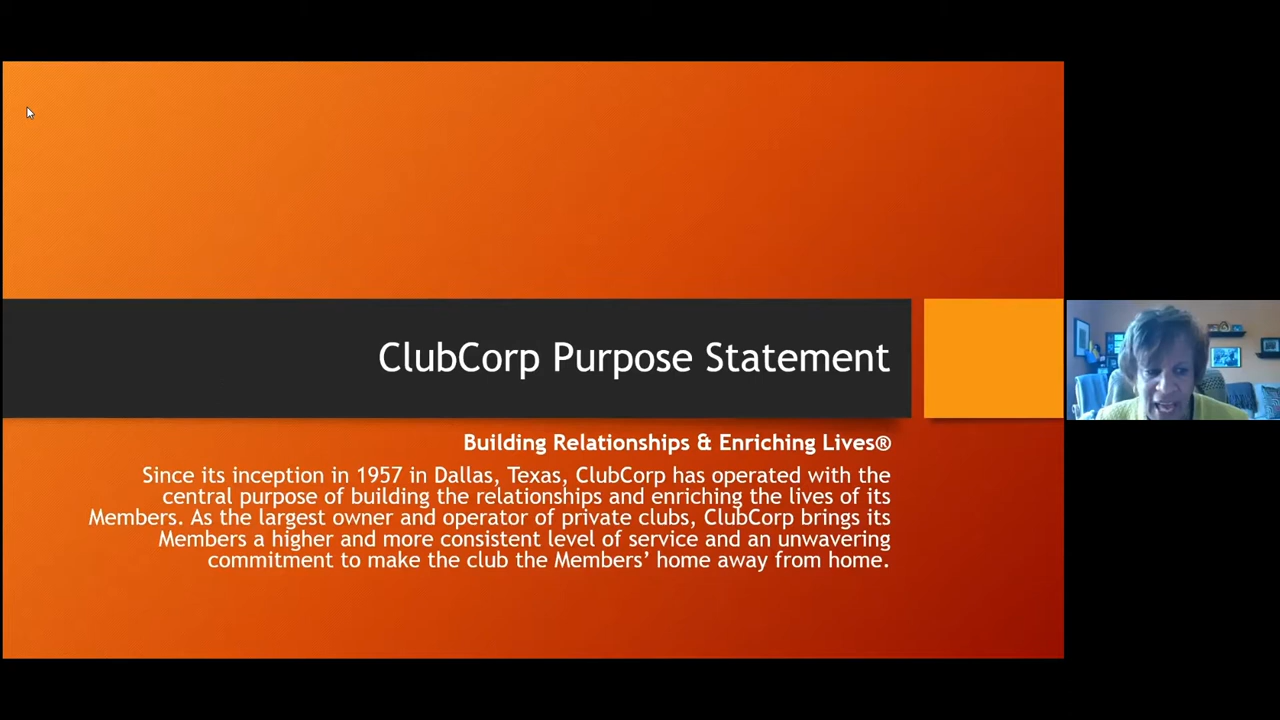 ClubCorp Purpose Statement
Building Relationships & Enriching Lives®
Since its inception in 1957 in Dallas, Texas, ClubCorp has operated with the
central purpose of building the relationships and enriching the lives of its
Members. As the largest owner and operator of private clubs, ClubCorp brings its
Members a higher and more consistent level of service and an unwavering
commitment to make the club the Members’ home away from home.